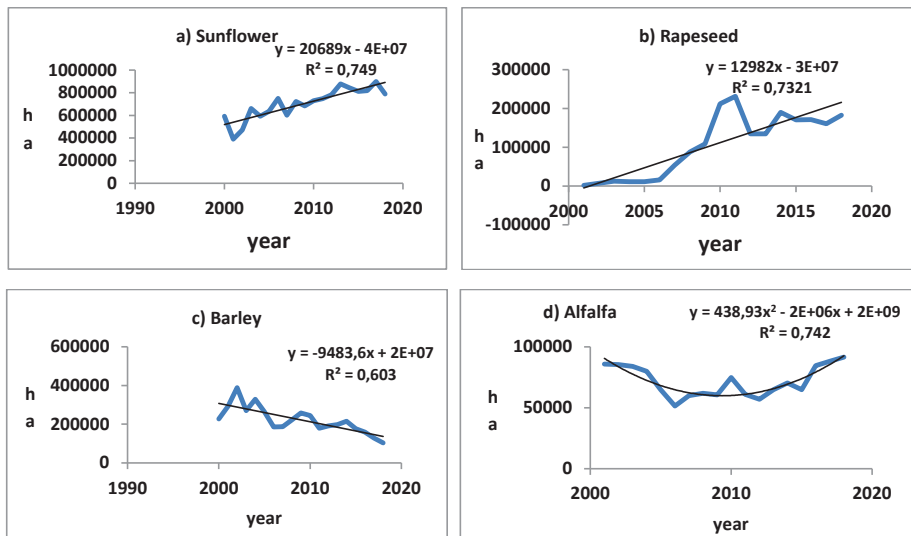 a) Sunflower
y = 20689x - 4E+07
R² = 0,749
1000000
800000
600000
400000
200000
0
h
a
1990
2000
2010
2020
year
b) Rapeseed
y = 12982x - 3E+07
R² = 0,7321
300000
200000
100000
0
-100000
h
a
2000
2005
2010
2015
2020
year
c) Barley
y = -9483,6x + 2E+07
R² = 0,603
600000
400000
200000
0
h
a
1990
2000
2010
2020
year
d) Alfalfa
y = 438,93x² - 2E+06x + 2E+09
R² = 0,742
100000
50000
0
h
a
2000
2010
2020
year